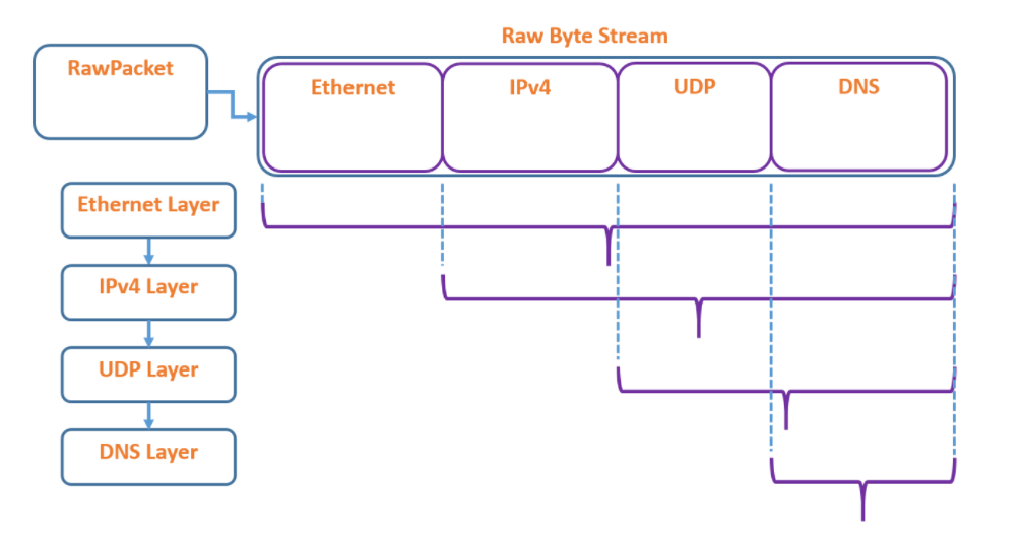 Raw Byte Stream
RawPacket
Ethernet
IPv4
UDP
DNS
Ethernet Layer
IPv4 Layer
UDP Layer
DNS Layer